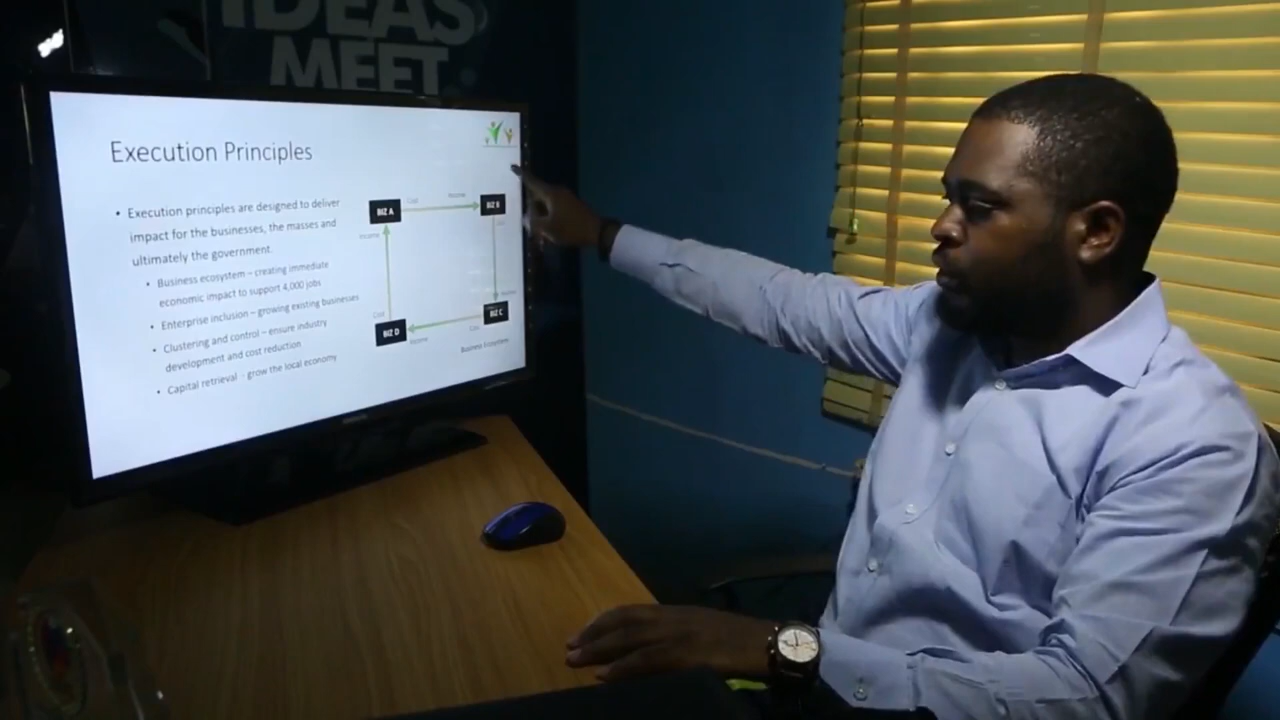 IDEAS
MEET
Execution Principles
• Execution principles are designed to deliver
impact for the businesses, the masses and
ultimately the government.
• Business ecosystem – creating immediate
economic impact to support 4,000 jobs
• Enterprise inclusion – growing existing businesses
• Clustering and control – ensure industry
development and cost reduction
• Capital retrieval - grow the local economy
BIZ A
Cost
Income
BIZ B
Income
Cost
BIZ D
Income
Cost
BIZ C
Business Ecosystem